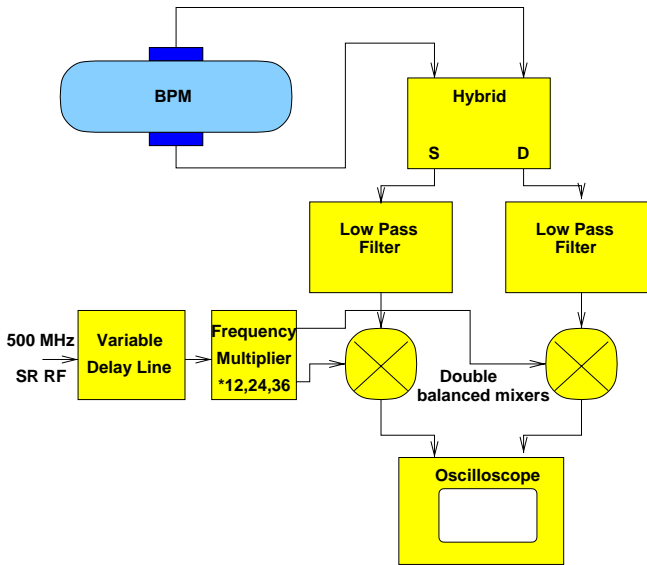 BPM
Hybrid
S D
Low Pass
Filter
Low Pass
Filter
500 MHz
SR RF
Variable
Delay Line
Frequency
Multiplier
*12,24,36
Double
balanced mixers
Oscilloscope